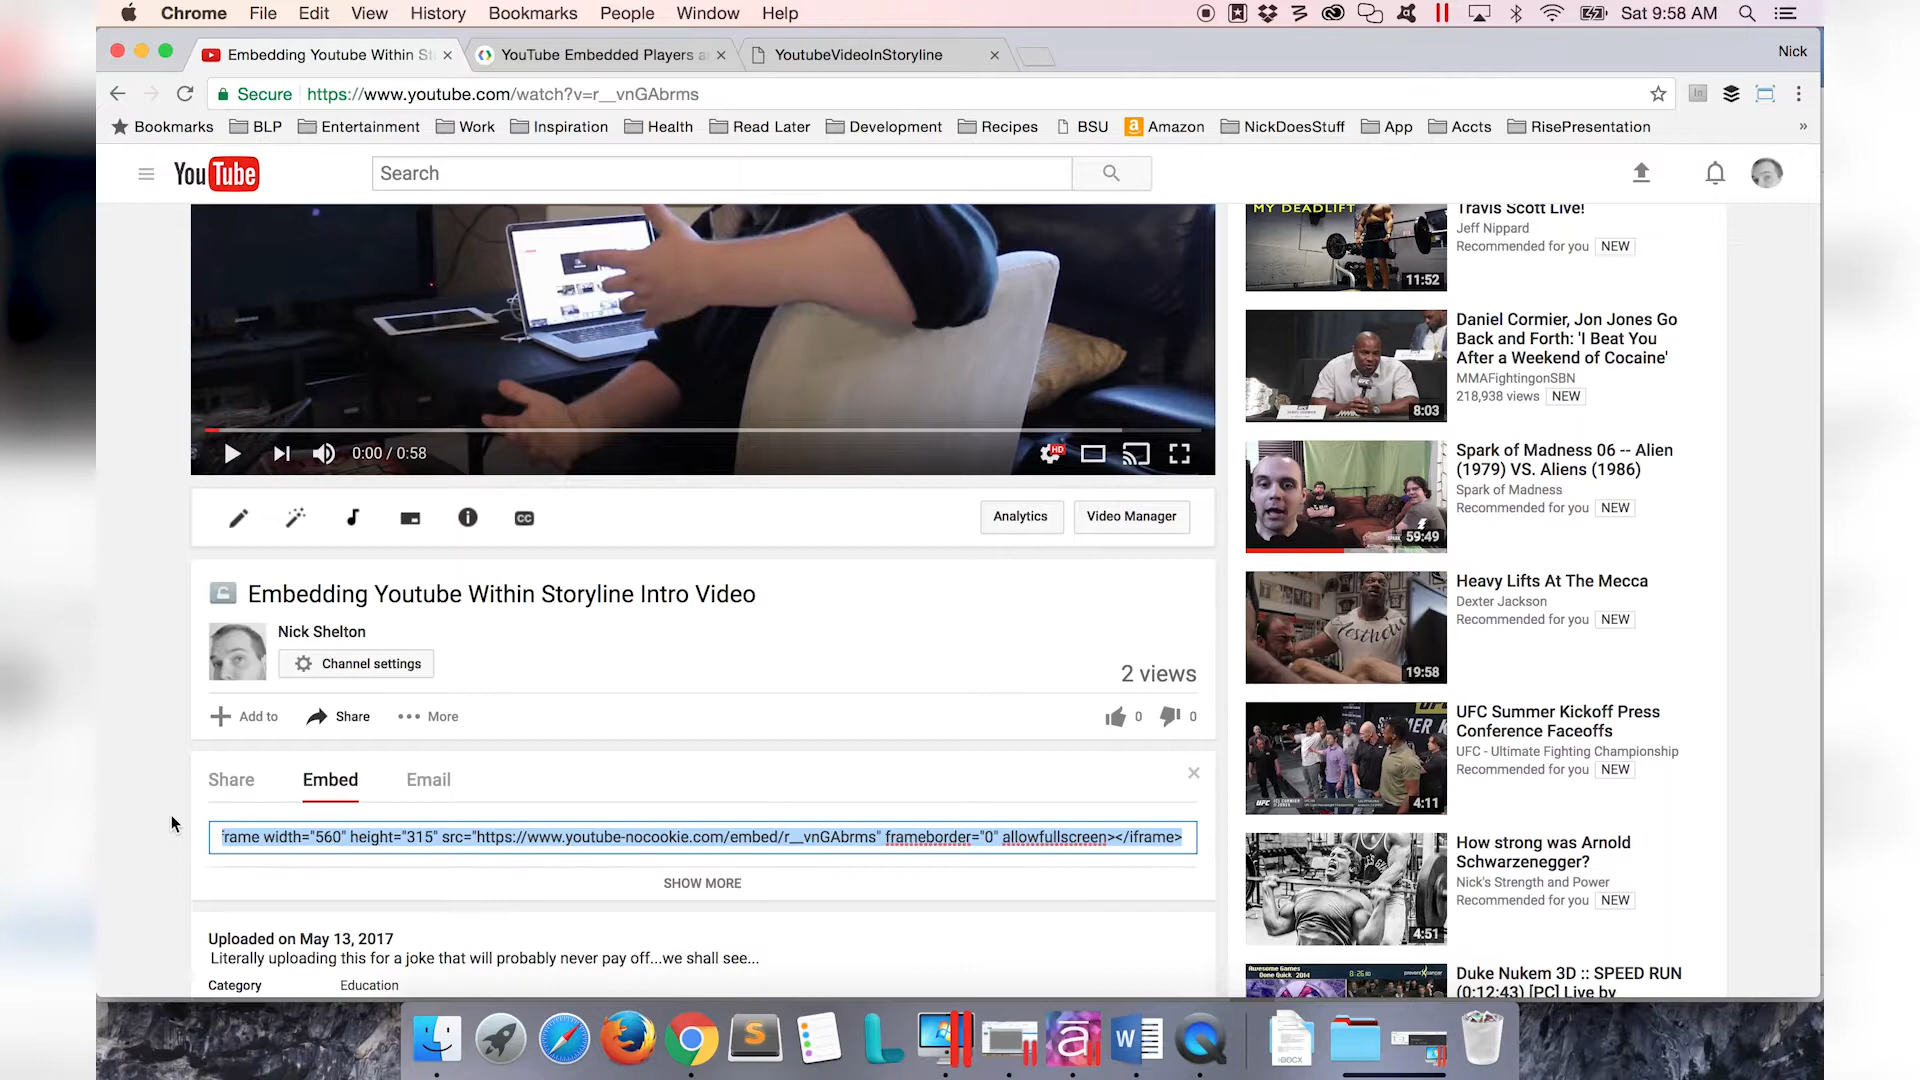 Chrome File Edit View History Bookmarks People Window Help Sat 9:58 AM
Embedding Youtube Within St YouTube Embedded Players a YoutubeVideoInStoryline Nick
Secure https://www.youtube.com/watch?v=r__vnGAbrms
Bookmarks BLP Entertainment Work Inspiration Health Read Later Development Recipes BSU Amazon NickDoesStuff App Accts RisePresentation »
YouTube Search
MY DEADLIFT
11:52
Travis Scott Live!
Jeff Nippard
Recommended for you NEW
8:03
Daniel Cormier, Jon Jones Go
Back and Forth: 'I Beat You
After a Weekend of Cocaine'
MMAFightingonSBN
218,938 views NEW
0:00 / 0:58 HD
59:49
Spark of Madness 06 -- Alien
(1979) VS. Aliens (1986)
Spark of Madness
Recommended for you NEW
CC Analytics Video Manager
Embedding Youtube Within Storyline Intro Video
Nick Shelton
Channel settings
2 views
Add to Share More 0 0
19:58
Heavy Lifts At The Mecca
Dexter Jackson
Recommended for you NEW
4:11
UFC Summer Kickoff Press
Conference Faceoffs
UFC - Ultimate Fighting Championship
Recommended for you NEW
Share Embed Email
rame width="560" height="315" src="https://www.youtube-nocookie.com/embed/r__vnGAbrms" frameborder="0" allowfullscreen></iframe>
SHOW MORE
4:51
How strong was Arnold
Schwarzenegger?
Nick's Strength and Power
Recommended for you NEW
Uploaded on May 13, 2017
Literally uploading this for a joke that will probably never pay off...we shall see...
Category Education
Duke Nukem 3D :: SPEED RUN
(0:12:43) [PC] Live by